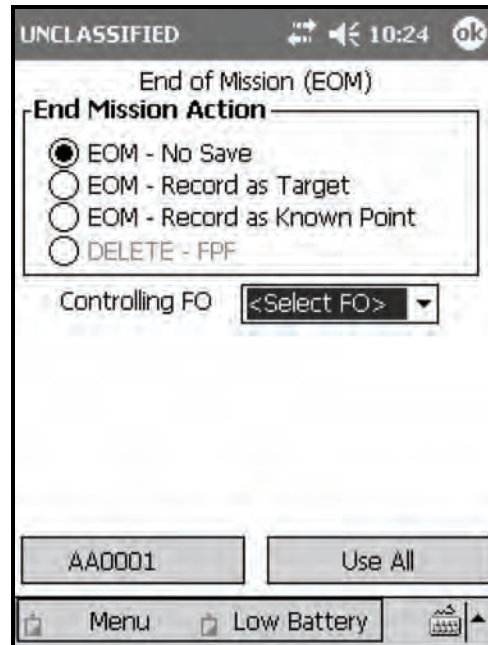 UNCLASSIFIED 10:24 ok
End of Mission (EOM)
End Mission Action
EOM - No Save
EOM - Record as Target
EOM - Record as Known Point
DELETE - FPF
Controlling FO <Select FO>
AA0001 Use All
Menu Low Battery